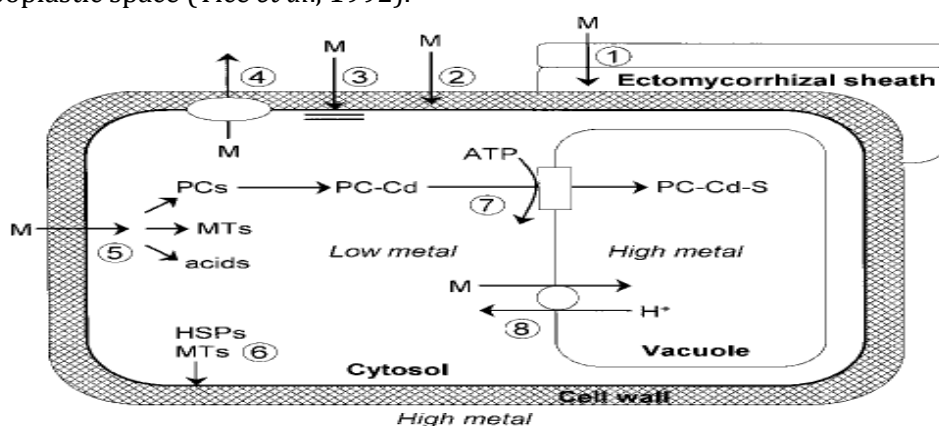 oplastic space (Tice et al., 1992).
M
M
M
①
④
③
②
Ectomycorrhizal sheath
M
ATP
PCs
PC-Cd
PC-Cd-S
⑦
M
MTs
⑤
Low metal
High metal
acids
M
H⁺
⑧
HSPs
MTs ⑥
Vacuole
Cytosol
Cell wall
High metal